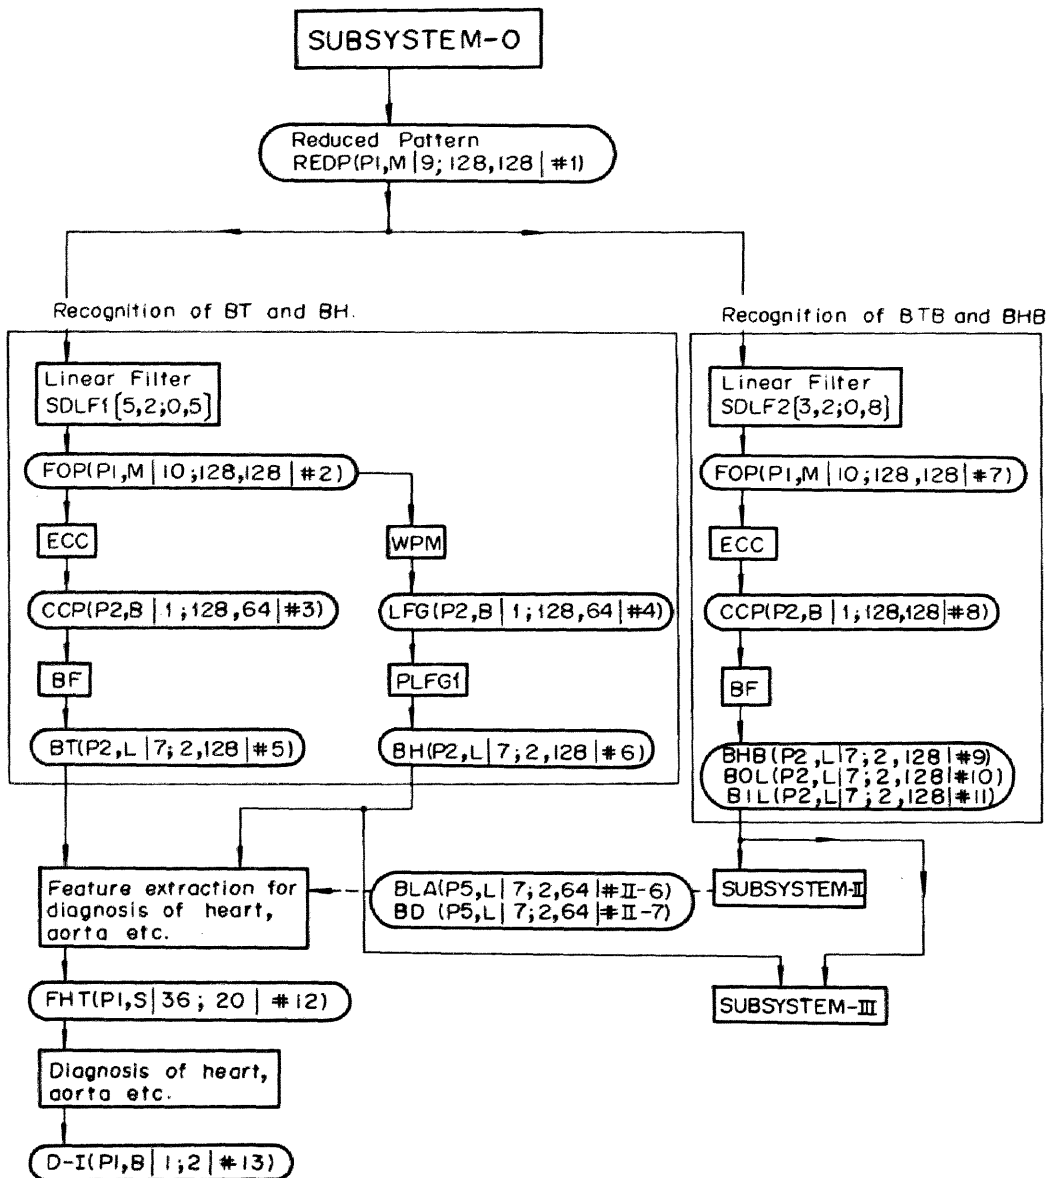 SUBSYSTEM-0
Reduced Pattern
REDP(P1,M|9;128,128|#1)
Recognition of BT and BH.
Linear Filter
SDLF1[5,2;0,5]
FOP(P1,M|10;128,128|#2)
ECC
WPM
CCP(P2,B|1;128,64|#3)
LFG(P2,B|1;128,64|#4)
BF
PLFG1
BT(P2,L|7;2,128|#5)
BH(P2,L|7;2,128|#6)
Recognition of BTB and BHB
Linear Filter
SDLF2[3,2;0,8]
FOP(P1,M|10;128,128|#7)
ECC
CCP(P2,B|1;128,128|#8)
BF
BHB(P2,L|7;2,128|#9)
BOL(P2,L|7;2,128|#10)
BIL(P2,L|7;2,128|#11)
Feature extraction for
diagnosis of heart,
aorta etc.
BLA(P5,L|7;2,64|#II-6)
BD (P5,L|7;2,64|#II-7)
SUBSYSTEM-II
FHT(P1,S|36; 20| #12)
SUBSYSTEM-III
Diagnosis of heart,
aorta etc.
D-I(P1,B|1;2|#13)